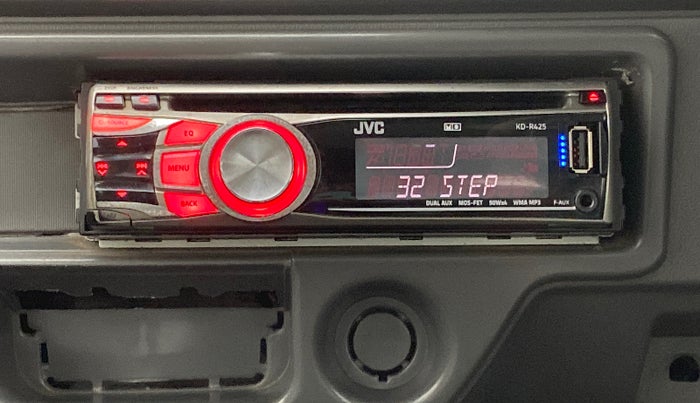 JVC
KD-R425
EQ
MENU
BACK
32 STEP
DUAL AUX MOS-FET 50Wx4 WMA MP3 F-AUX